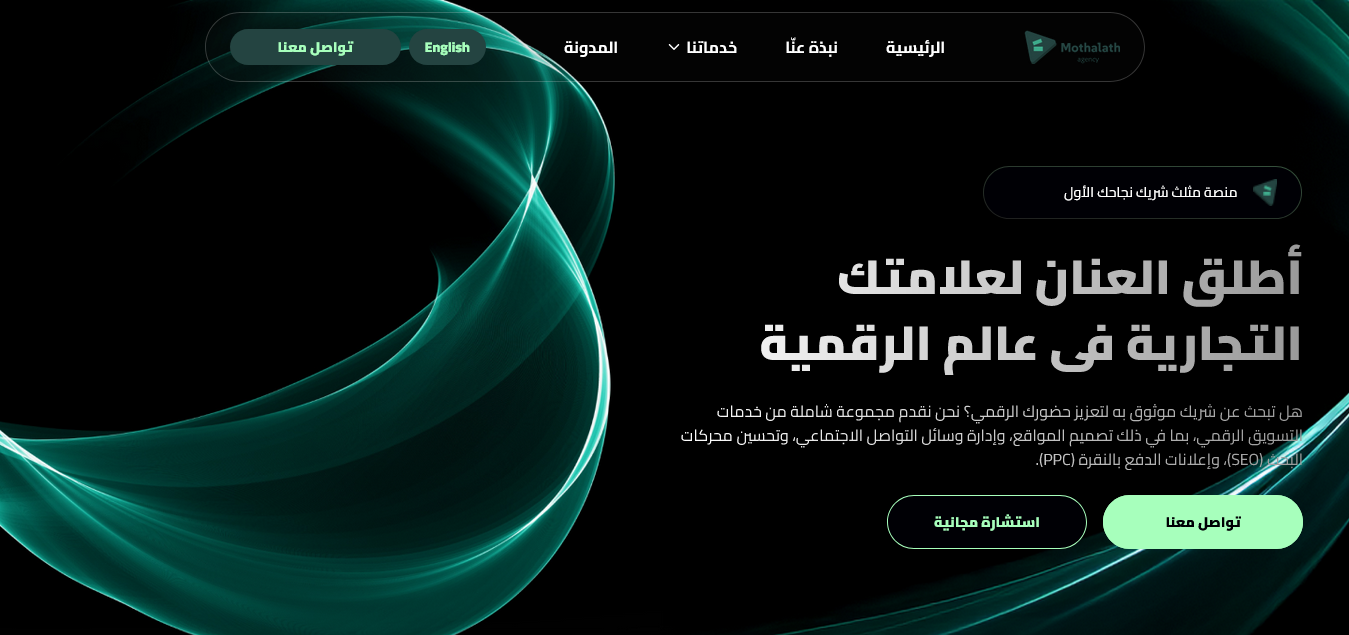 Mothalath
agency
الرئيسية
نبذة عنّا
خدماتنا
المدونة
English
تواصل معنا
منصة مثلث شريك نجاحك الأول
أطلق العنان لعلامتك
التجارية فى عالم الرقمية
هل تبحث عن شريك موثوق به لتعزيز حضورك الرقمي؟ نحن نقدم مجموعة شاملة من خدمات
التسويق الرقمي، بما في ذلك تصميم المواقع، وإدارة وسائل التواصل الاجتماعي، وتحسين محركات
البحث (SEO)، وإعلانات الدفع بالنقرة (PPC).
تواصل معنا
استشارة مجانية